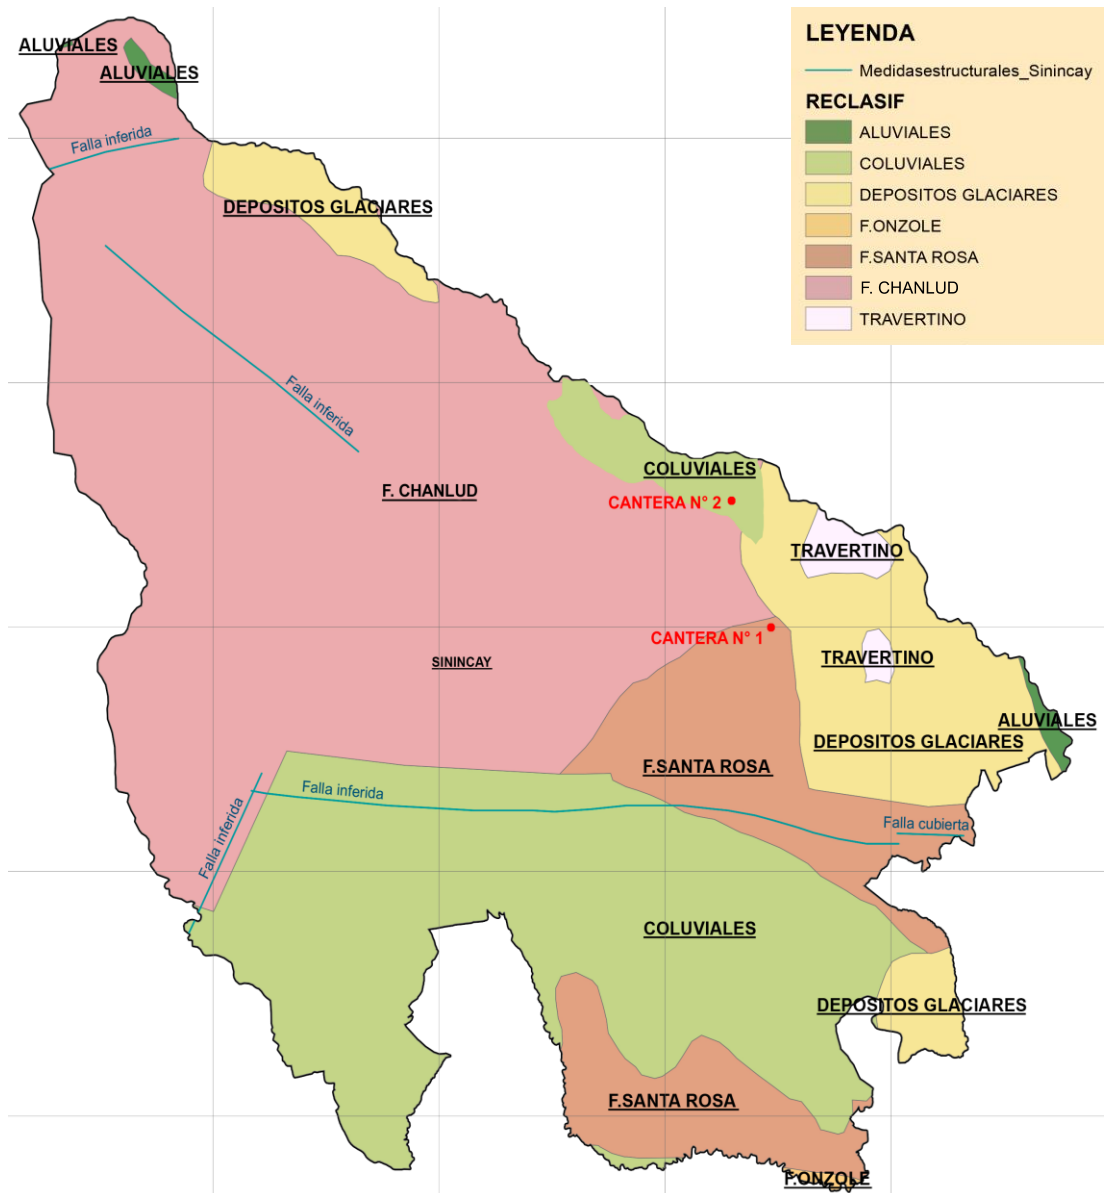 LEYENDA
Medidasestructurales_Sinincay
RECLASIF
ALUVIALES
COLUVIALES
DEPOSITOS GLACIARES
F.ONZOLE
F.SANTA ROSA
F. CHANLUD
TRAVERTINO
ALUVIALES
ALUVIALES
Falla inferida
DEPOSITOS GLACIARES
Falla inferida
COLUVIALES
F. CHANLUD
CANTERA N° 2
TRAVERTINO
CANTERA N° 1
TRAVERTINO
SININCAY
ALUVIALES
DEPOSITOS GLACIARES
F.SANTA ROSA
Falla inferida
Falla inferida
Falla cubierta
COLUVIALES
DEPOSITOS GLACIARES
F.SANTA ROSA
F.ONZOLE